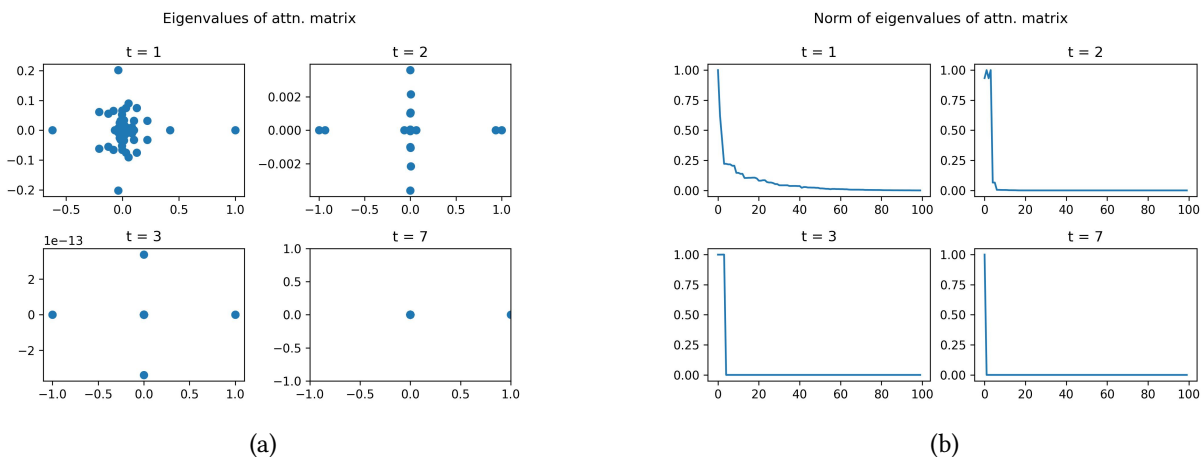 Eigenvalues of attn. matrix
t = 1
0.2
0.1
0.0
−0.1
−0.2
−0.5 0.0 0.5 1.0
t = 2
0.002
0.000
−0.002
−1.0 −0.5 0.0 0.5 1.0
1e−13
t = 3
2
0
−2
−1.0 −0.5 0.0 0.5 1.0
t = 7
1.0
0.5
0.0
−0.5
−1.0
−1.0 −0.5 0.0 0.5 1.0
(a)
Norm of eigenvalues of attn. matrix
t = 1
1.00
0.75
0.50
0.25
0.00
0 20 40 60 80 100
t = 2
1.00
0.75
0.50
0.25
0.00
0 20 40 60 80 100
t = 3
1.00
0.75
0.50
0.25
0.00
0 20 40 60 80 100
t = 7
1.00
0.75
0.50
0.25
0.00
0 20 40 60 80 100
(b)